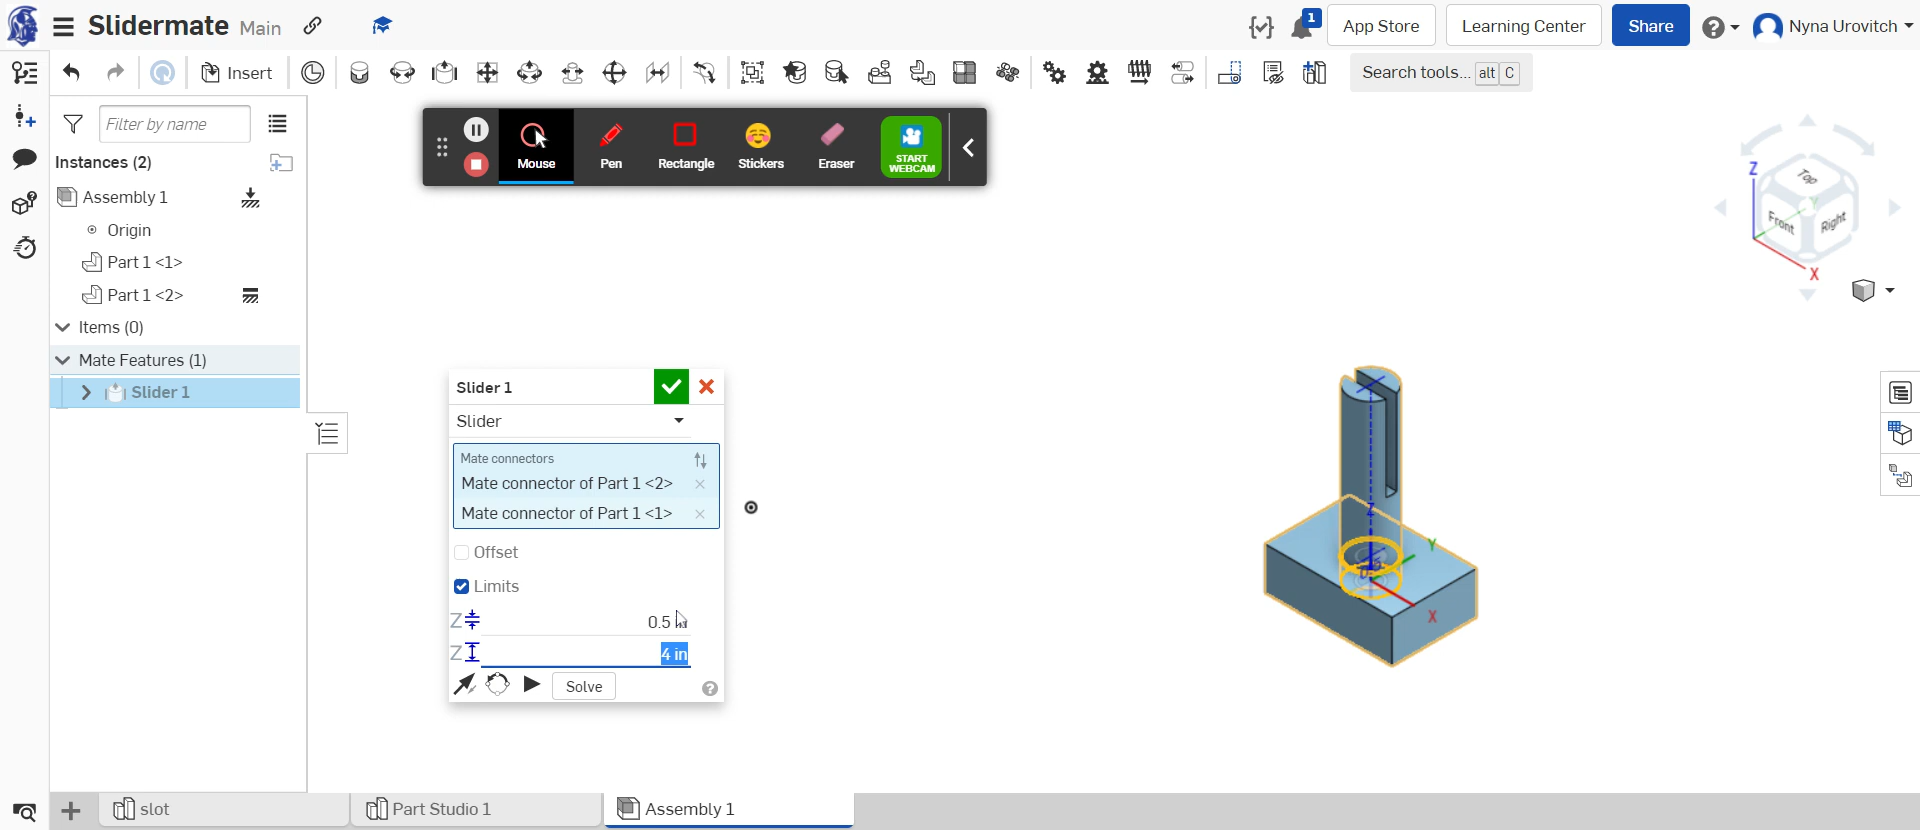 Slidermate Main
1
App Store
Learning Center
Share
Nyna Urovitch
Insert
Search tools... alt C
Filter by name
Mouse
Pen
Rectangle
Stickers
Eraser
START
WEBCAM
Instances (2)
Assembly 1
Origin
Part 1 <1>
Part 1 <2>
Items (0)
Mate Features (1)
Slider 1
Z
Top
Front
Right
Y
X
Slider 1
Slider
Mate connectors
Mate connector of Part 1 <2>
Mate connector of Part 1 <1>
Offset
Limits
Z 0.5
Z 4 in
Solve
Z
Y
X
slot
Part Studio 1
Assembly 1